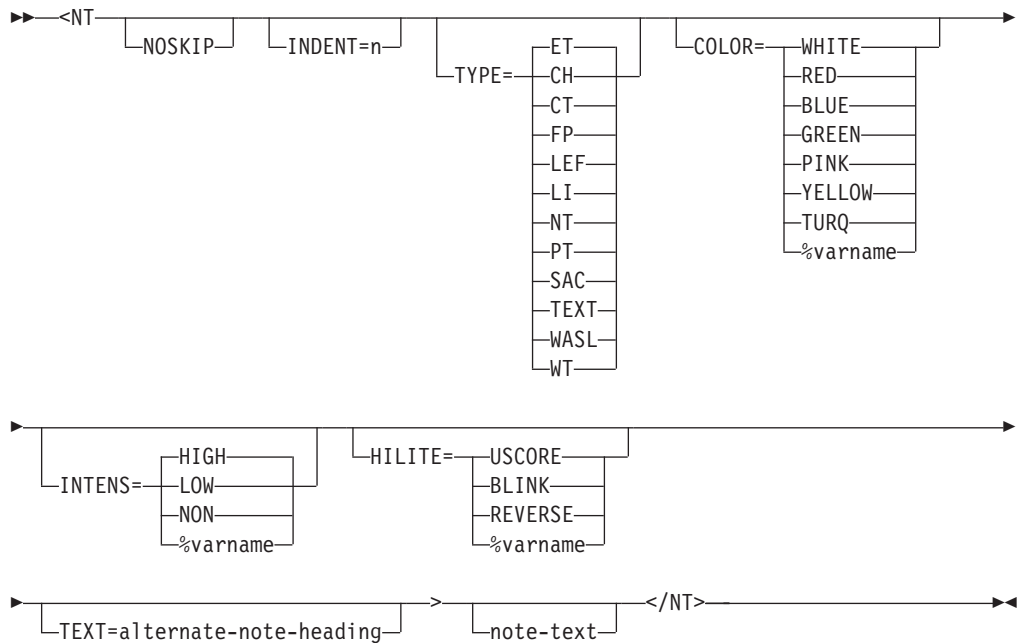 <NT NOSKIP INDENT=n TYPE= ET COLOR= WHITE
CH RED
CT BLUE
FP GREEN
LEF PINK
LI YELLOW
NT TURQ
PT %varname
SAC
TEXT
WASL
WT
INTENS= HIGH HILITE= USCORE
LOW BLINK
NON REVERSE
%varname %varname
TEXT=alternate-note-heading > note-text </NT>